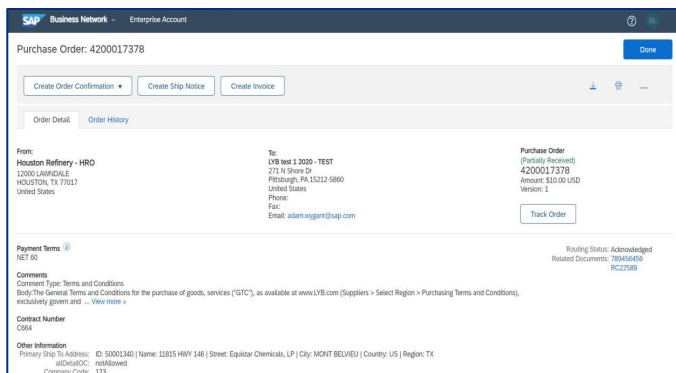 SAP Business Network Enterprise Account BL
Purchase Order: 4200017378
Done
Create Order Confirmation Create Ship Notice Create Invoice
Order Detail Order History
From:
Houston Refinery - HRO
12000 LAWNDALE
HOUSTON, TX 77017
United States
To:
LYB test 1 2020 - TEST
271 N Shore Dr
Pittsburgh, PA 15212-5860
United States
Phone:
Fax:
Email: adam.wygant@sap.com
Purchase Order
(Partially Received)
4200017378
Amount: $10.00 USD
Version: 1
Track Order
Payment Terms
NET 60
Routing Status: Acknowledged
Related Documents: 789456456
RC22589
Comments
Comment Type: Terms and Conditions
Body:The General Terms and Conditions for the purchase of goods, services ("GTC"), as available at www.LYB.com (Suppliers > Select Region > Purchasing Terms and Conditions),
exclusively govern and ... View more »
Contract Number
C664
Other Information
Primary Ship To Address: ID: 50001340 | Name: 11815 HWY 146 | Street: Equistar Chemicals, LP | City: MONT BELVIEU | Country: US | Region: TX
allDetailOC: notAllowed
Company Code: 123